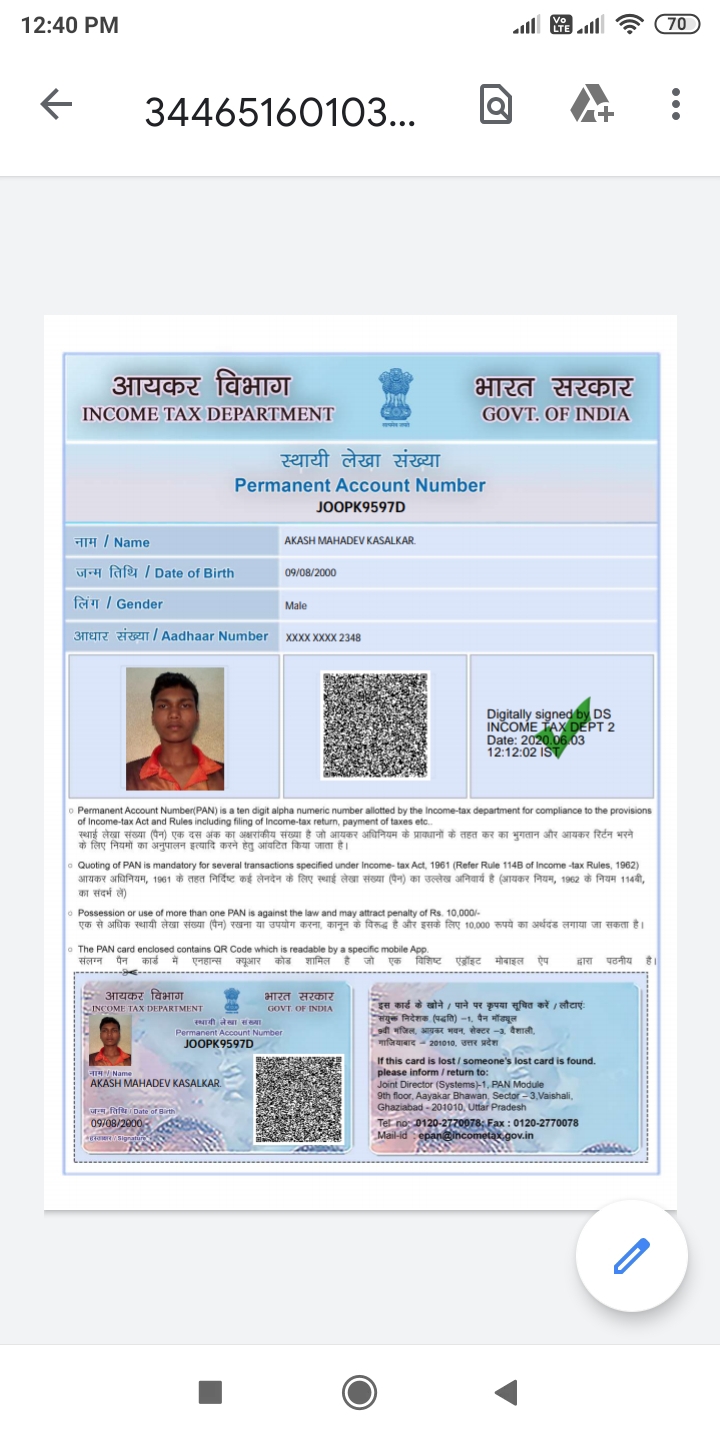 12:40 PM
Vo LTE
70
34465160103...
आयकर विभाग
INCOME TAX DEPARTMENT
सत्यमेव जयते
भारत सरकार
GOVT. OF INDIA
स्थायी लेखा संख्या
Permanent Account Number
JOOPK9597D
नाम / Name
AKASH MAHADEV KASALKAR
जन्म तिथि / Date of Birth
09/08/2000
लिंग / Gender
Male
आधार संख्या / Aadhaar Number
XXXX XXXX 2348
Digitally signed by DS
INCOME TAX DEPT 2
Date: 2020.06.03
12:12:02 IST
Permanent Account Number(PAN) is a ten digit alpha numeric number allotted by the Income-tax department for compliance to the provisions
of Income-tax Act and Rules including filing of Income-tax return, payment of taxes etc..
स्थाई लेखा संख्या (पैन) एक दस अंक का अक्षरांकीय संख्या है जो आयकर अधिनियम के प्रावधानों के तहत कर का भुगतान और आयकर रिर्टन भरने
के लिए नियमों का अनुपालन इत्यादि करने हेतु आंवटित किया जाता है।
Quoting of PAN is mandatory for several transactions specified under Income- tax Act, 1961 (Refer Rule 114B of Income -tax Rules, 1962)
आयकर अधिनियम, 1961 के तहत निर्दिष्ट कई लेनदेन के लिए स्थाई लेखा संख्या (पैन) का उल्लेख अनिवार्य है (आयकर नियम, 1962 के नियम 114बी,
का संदर्भ लें)
Possession or use of more than one PAN is against the law and may attract penalty of Rs. 10,000/-
एक से अधिक स्थायी लेखा संख्या (पैन) रखना या उपयोग करना, कानून के विरूद्ध है और इसके लिए 10,000 रूपये का अर्थदंड लगाया जा सकता है।
The PAN card enclosed contains QR Code which is readable by a specific mobile App.
संलग्न पैन कार्ड में एनहान्स क्यूआर कोड शामिल है जो एक विशिष्ट एंड्रॉइट मोबाइल ऐप द्वारा पठनीय है।
आयकर विभाग
INCOME TAX DEPARTMENT
भारत सरकार
GOVT OF INDIA
स्थायी लेखा संख्या
Permanent Account Number
JOOPK9597D
नाम / Name
AKASH MAHADEV KASALKAR
जन्म तिथि / Date of Birth
09/08/2000
हस्ताक्षर / Signature
इस कार्ड के खोने / पाने पर कृपया सूचित करें / लौटाएं:
संयुक्त निदेशक (पद्धति) –1, पैन मॉड्यूल
9वीं मंजिल, आयकर भवन, सेक्टर –3, वैशाली,
गाजियाबाद – 201010, उत्तर प्रदेश
If this card is lost / someone's lost card is found.
please inform / return to:
Joint Director (Systems)-1, PAN Module
9th floor, Aayakar Bhawan, Sector – 3,Vaishali,
Ghaziabad - 201010, Uttar Pradesh
Tel no: 0120-2770078; Fax : 0120-2770078
Mail-id : epan@incometax.gov.in